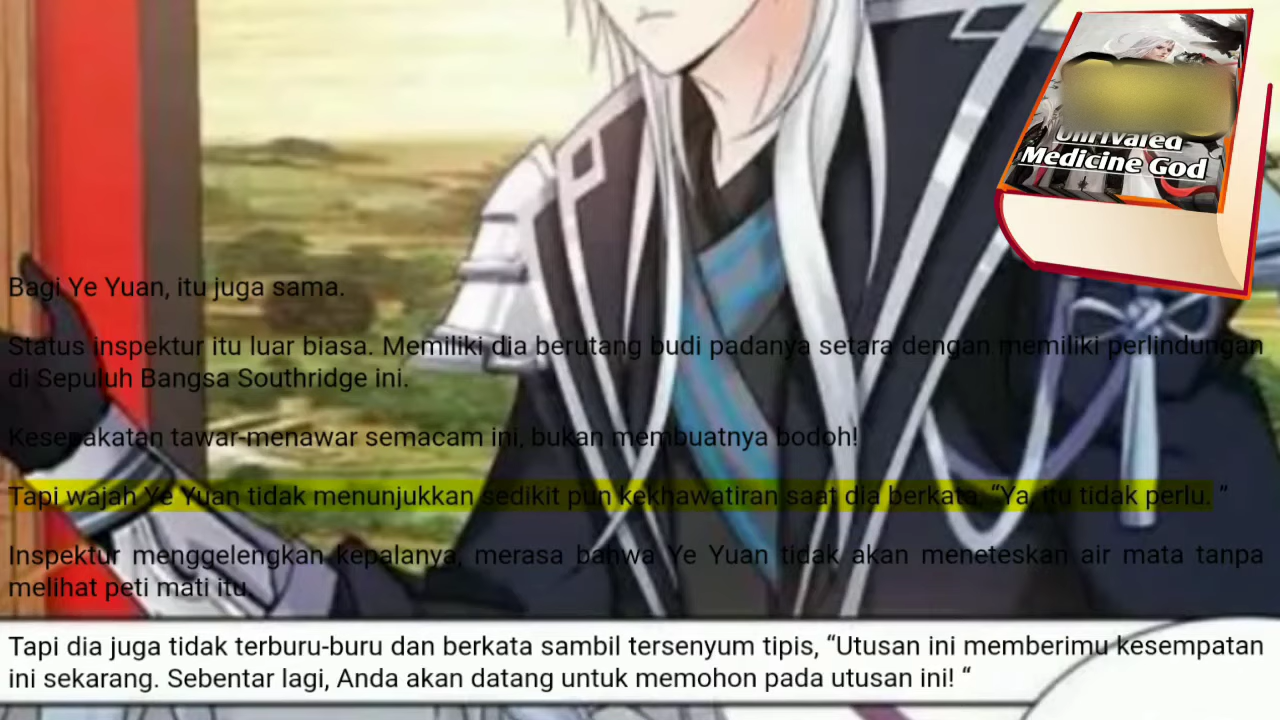 Unrivaled
Medicine God
Bagi Ye Yuan, itu juga sama.
Status inspektur itu luar biasa. Memiliki dia berutang budi padanya setara dengan memiliki perlindungan
di Sepuluh Bangsa Southridge ini.
Kesepakatan tawar-menawar semacam ini, bukan membuatnya bodoh!
Tapi wajah Ye Yuan tidak menunjukkan sedikit pun kekhawatiran saat dia berkata, “Ya, itu tidak perlu. ”
Inspektur menggelengkan kepalanya, merasa bahwa Ye Yuan tidak akan meneteskan air mata tanpa
melihat peti mati itu.
Tapi dia juga tidak terburu-buru dan berkata sambil tersenyum tipis, “Utusan ini memberimu kesempatan
ini sekarang. Sebentar lagi, Anda akan datang untuk memohon pada utusan ini! “